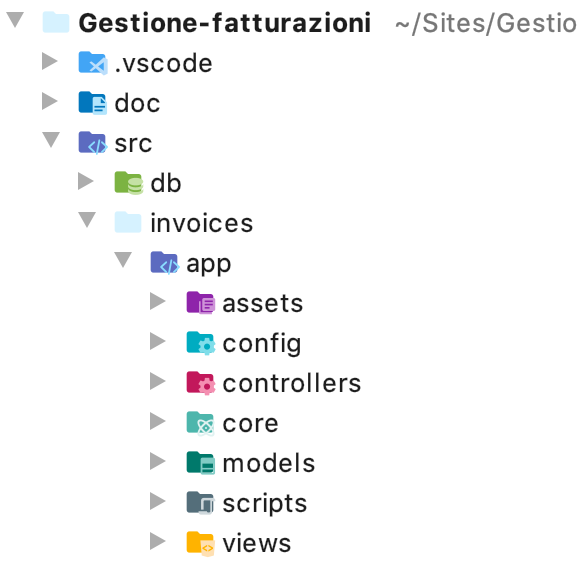 Gestione-fatturazioni ~/Sites/Gestio
.vscode
doc
src
db
invoices
app
assets
config
controllers
core
models
scripts
views